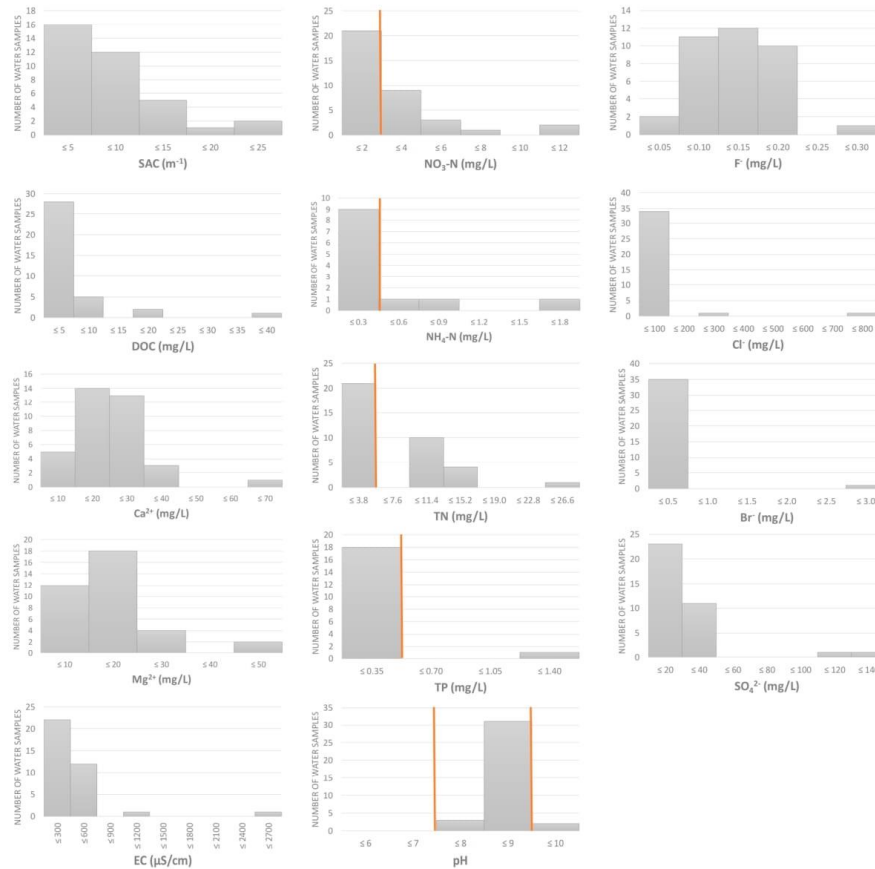 NUMBER OF WATER SAMPLES
18
16
14
12
10
8
6
4
2
0
≤ 5 ≤ 10 ≤ 15 ≤ 20 ≤ 25
SAC (m⁻¹)
NUMBER OF WATER SAMPLES
25
20
15
10
5
0
≤ 2 ≤ 4 ≤ 6 ≤ 8 ≤ 10 ≤ 12
NO₃-N (mg/L)
NUMBER OF WATER SAMPLES
14
12
10
8
6
4
2
0
≤ 0.05 ≤ 0.10 ≤ 0.15 ≤ 0.20 ≤ 0.25 ≤ 0.30
F⁻ (mg/L)
NUMBER OF WATER SAMPLES
30
25
20
15
10
5
0
≤ 5 ≤ 10 ≤ 15 ≤ 20 ≤ 25 ≤ 30 ≤ 35 ≤ 40
DOC (mg/L)
NUMBER OF WATER SAMPLES
10
9
8
7
6
5
4
3
2
1
0
≤ 0.3 ≤ 0.6 ≤ 0.9 ≤ 1.2 ≤ 1.5 ≤ 1.8
NH₄-N (mg/L)
NUMBER OF WATER SAMPLES
40
35
30
25
20
15
10
5
0
≤ 100 ≤ 200 ≤ 300 ≤ 400 ≤ 500 ≤ 600 ≤ 700 ≤ 800
Cl⁻ (mg/L)
NUMBER OF WATER SAMPLES
16
14
12
10
8
6
4
2
0
≤ 10 ≤ 20 ≤ 30 ≤ 40 ≤ 50 ≤ 60 ≤ 70
Ca²⁺ (mg/L)
NUMBER OF WATER SAMPLES
25
20
15
10
5
0
≤ 3.8 ≤ 7.6 ≤ 11.4 ≤ 15.2 ≤ 19.0 ≤ 22.8 ≤ 26.6
TN (mg/L)
NUMBER OF WATER SAMPLES
40
35
30
25
20
15
10
5
0
≤ 0.5 ≤ 1.0 ≤ 1.5 ≤ 2.0 ≤ 2.5 ≤ 3.0
Br⁻ (mg/L)
NUMBER OF WATER SAMPLES
20
18
16
14
12
10
8
6
4
2
0
≤ 10 ≤ 20 ≤ 30 ≤ 40 ≤ 50
Mg²⁺ (mg/L)
NUMBER OF WATER SAMPLES
20
18
16
14
12
10
8
6
4
2
0
≤ 0.35 ≤ 0.70 ≤ 1.05 ≤ 1.40
TP (mg/L)
NUMBER OF WATER SAMPLES
25
20
15
10
5
0
≤ 20 ≤ 40 ≤ 60 ≤ 80 ≤ 100 ≤ 120 ≤ 140
SO₄²⁻ (mg/L)
NUMBER OF WATER SAMPLES
25
20
15
10
5
0
≤ 300 ≤ 600 ≤ 900 ≤ 1200 ≤ 1500 ≤ 1800 ≤ 2100 ≤ 2400 ≤ 2700
EC (µS/cm)
NUMBER OF WATER SAMPLES
35
30
25
20
15
10
5
0
≤ 6 ≤ 7 ≤ 8 ≤ 9 ≤ 10
pH